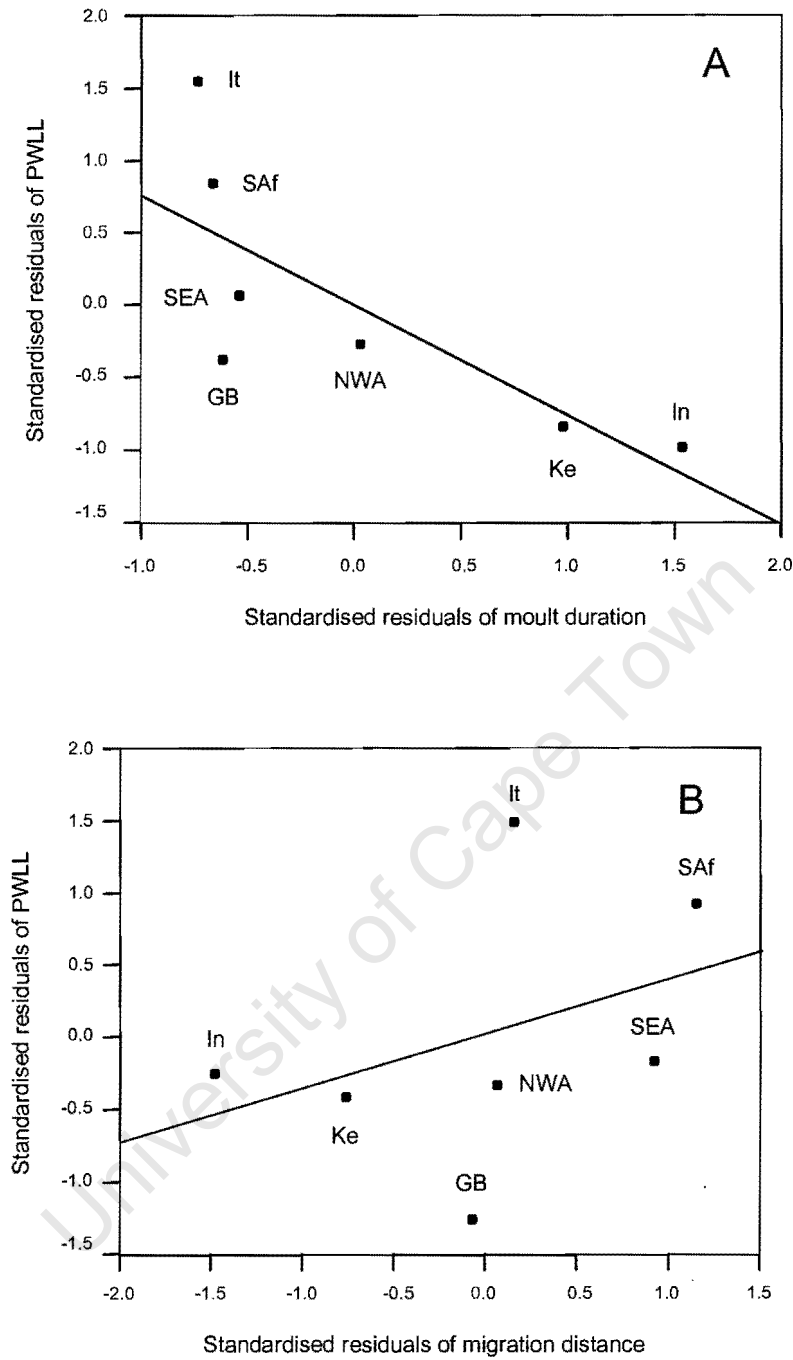 A
Standardised residuals of PWLL
2.0
1.5
1.0
0.5
0.0
-0.5
-1.0
-1.5
It
SAf
SEA
GB
NWA
Ke
In
-1.0 -0.5 0.0 0.5 1.0 1.5 2.0
Standardised residuals of moult duration
B
Standardised residuals of PWLL
2.0
1.5
1.0
0.5
0.0
-0.5
-1.0
-1.5
It
SAf
In
SEA
NWA
Ke
GB
-2.0 -1.5 -1.0 -0.5 0.0 0.5 1.0 1.5
Standardised residuals of migration distance
University of Cape Town